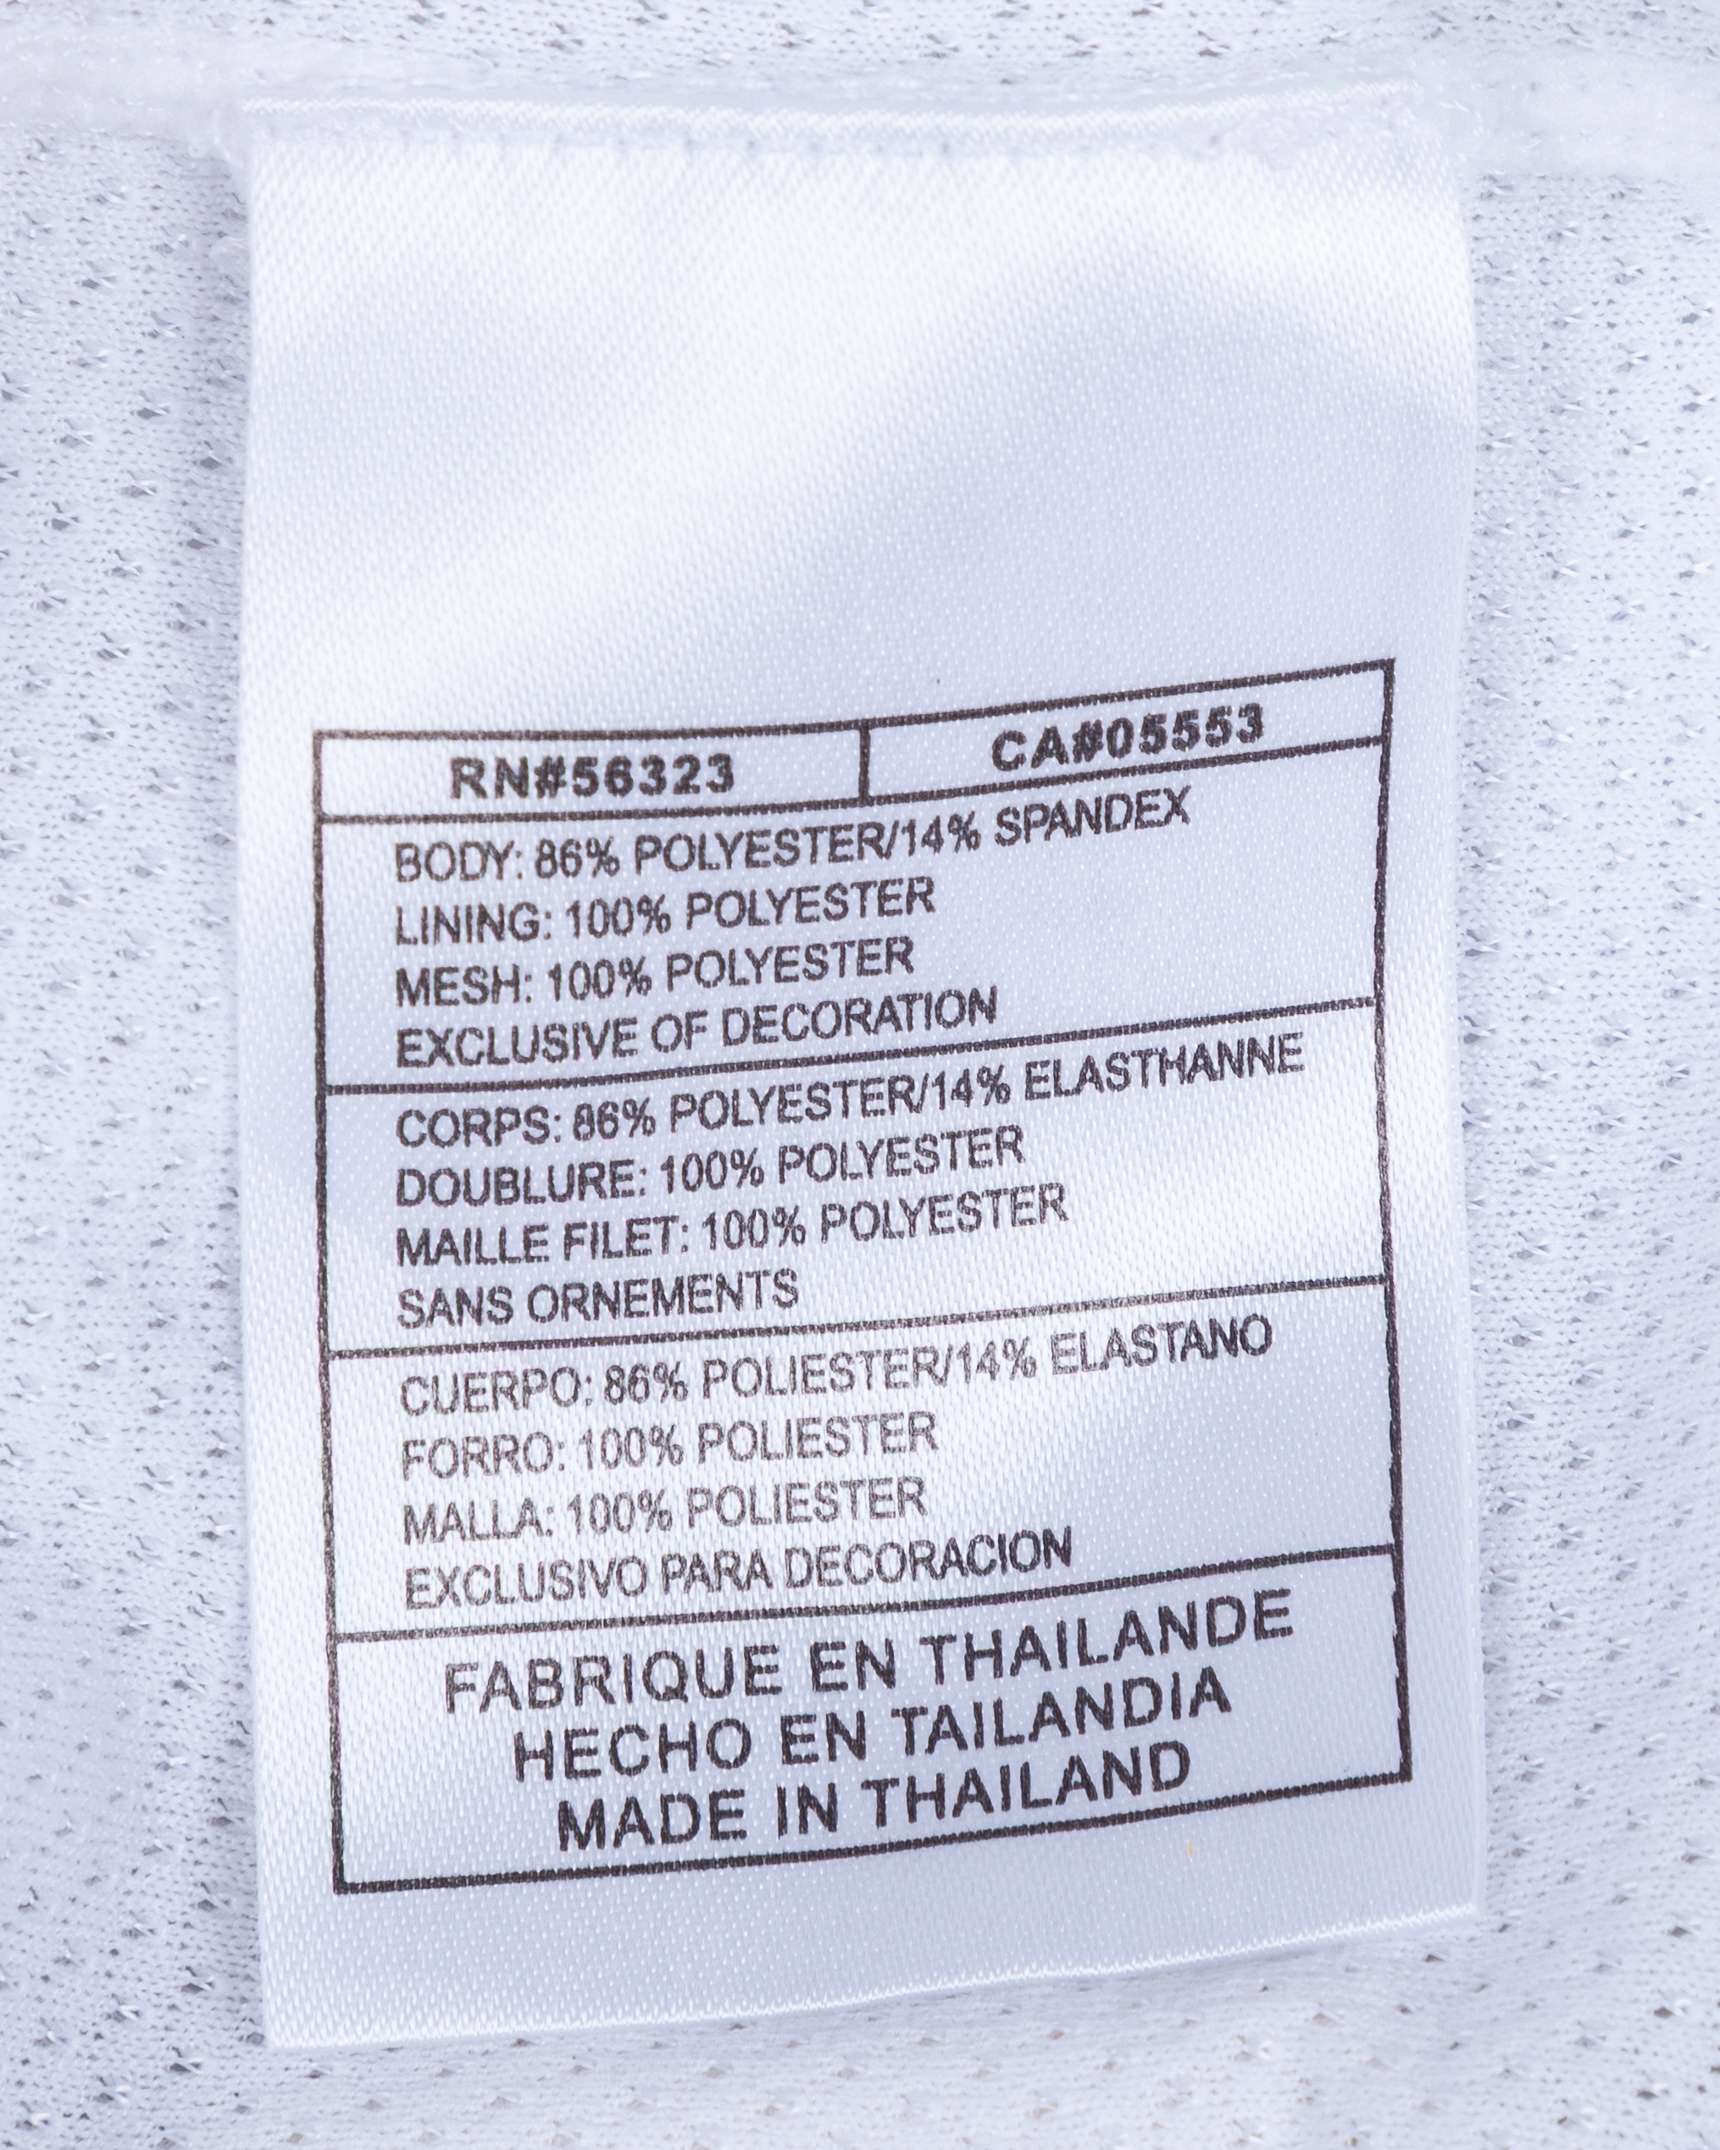 RN#56323 CA#05553
BODY: 86% POLYESTER/14% SPANDEX
LINING: 100% POLYESTER
MESH: 100% POLYESTER
EXCLUSIVE OF DECORATION
CORPS: 86% POLYESTER/14% ELASTHANNE
DOUBLURE: 100% POLYESTER
MAILLE FILET: 100% POLYESTER
SANS ORNEMENTS
CUERPO: 86% POLIESTER/14% ELASTANO
FORRO: 100% POLIESTER
MALLA: 100% POLIESTER
EXCLUSIVO PARA DECORACION
FABRIQUE EN THAILANDE
HECHO EN TAILANDIA
MADE IN THAILAND